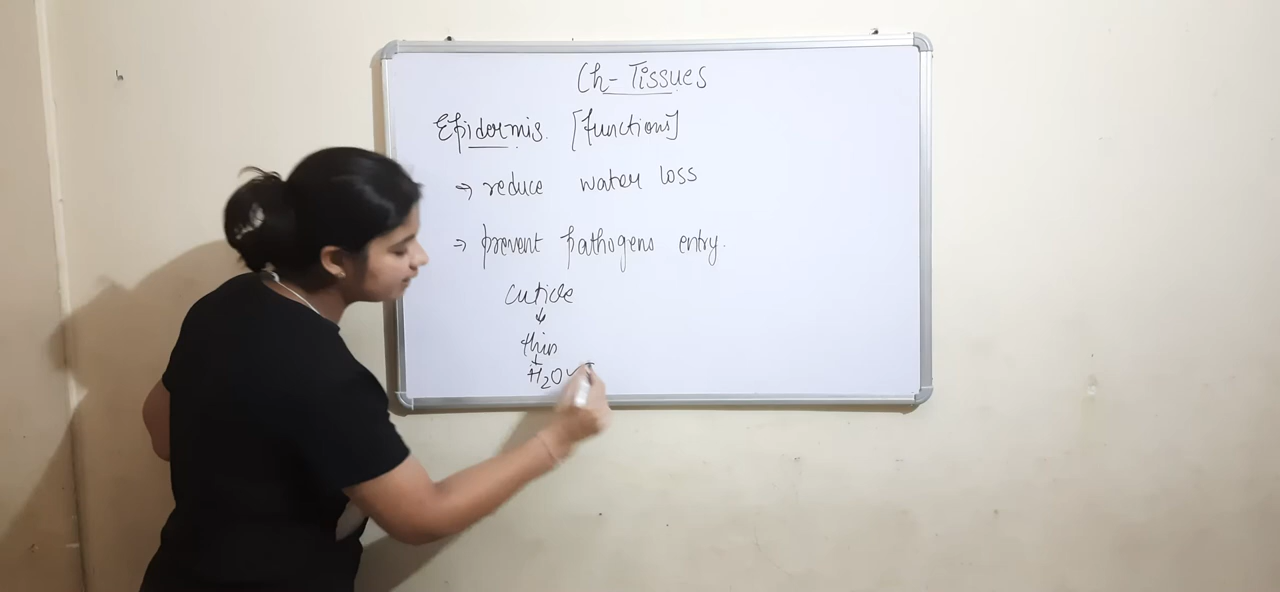 Ch- Tissues
Epidermis. [functions]
→ reduce water loss
→ prevent pathogens entry.
Cuticle
↓
thin
↓
H₂O